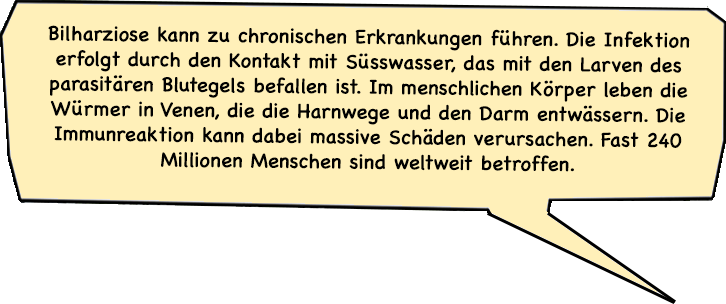 Bilharziose kann zu chronischen Erkrankungen führen. Die Infektion
erfolgt durch den Kontakt mit Süsswasser, das mit den Larven des
parasitären Blutegels befallen ist. Im menschlichen Körper leben die
Würmer in Venen, die die Harnwege und den Darm entwässern. Die
Immunreaktion kann dabei massive Schäden verursachen. Fast 240
Millionen Menschen sind weltweit betroffen.